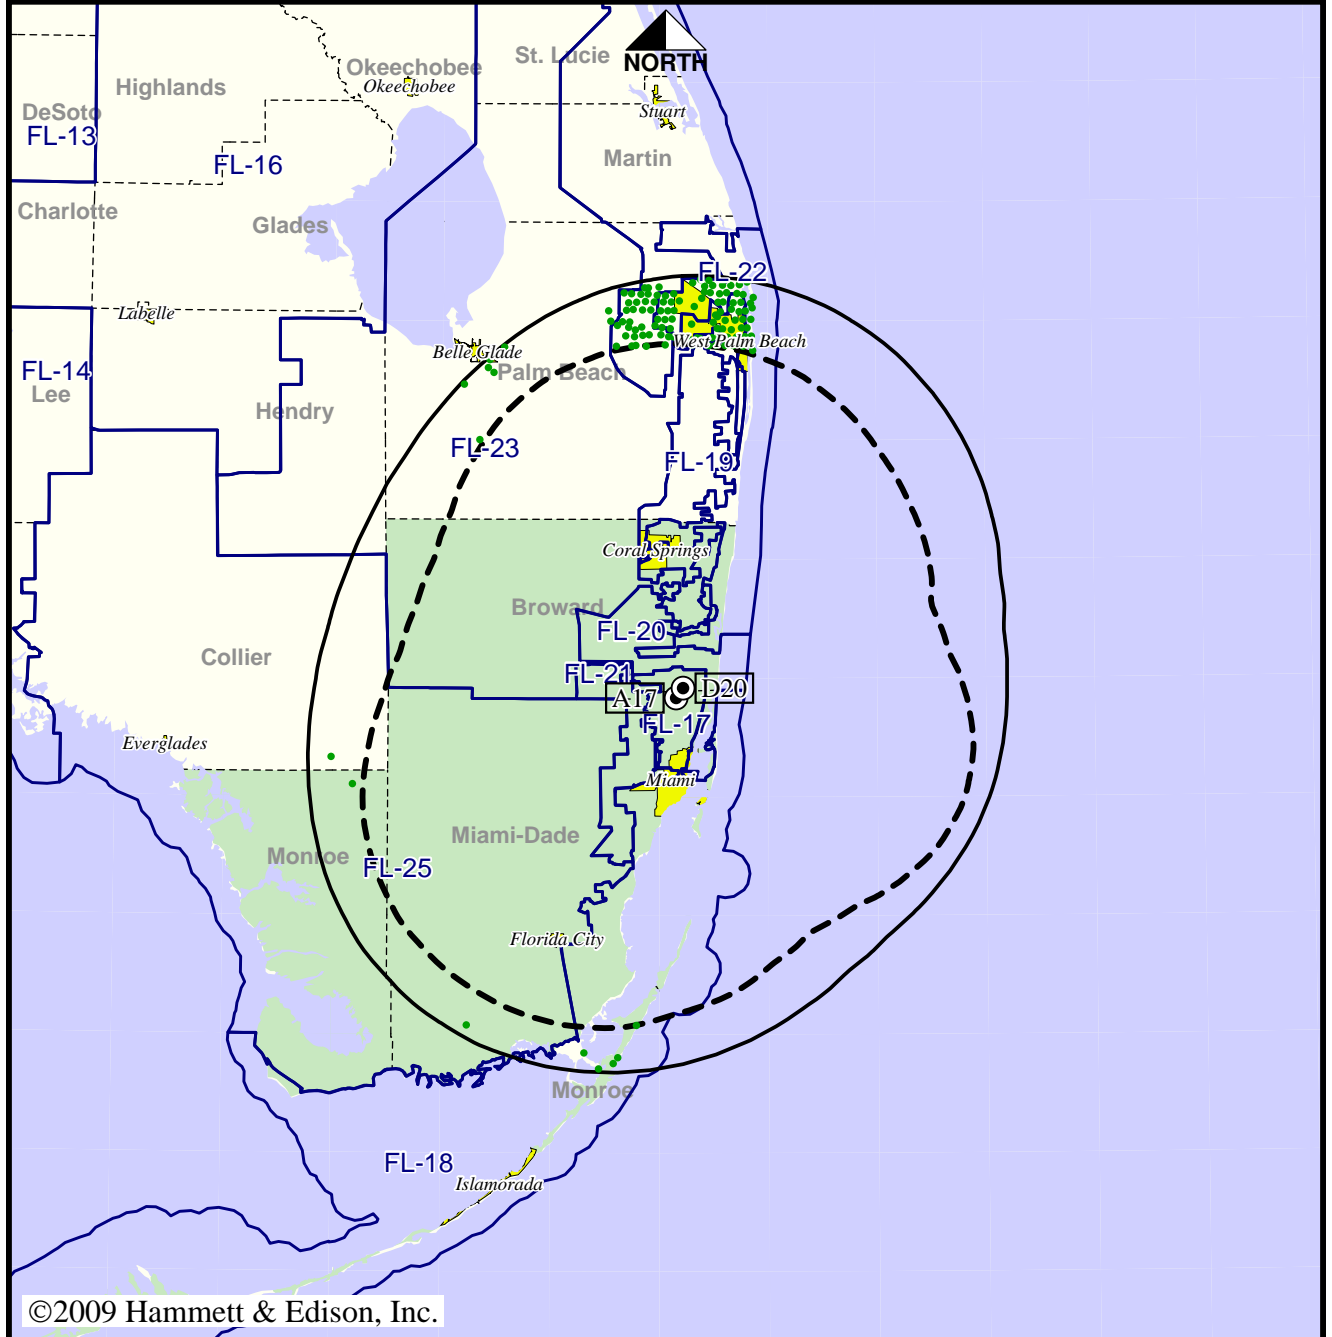 St. Lucie
NORTH
Okeechobee
Okeechobee
Highlands
DeSoto
FL-13
Stuart
Martin
FL-16
Charlotte
Glades
FL-22
Labelle
West Palm Beach
Belle Glade
Palm Beach
FL-14
Lee
Hendry
FL-23
FL-19
Coral Springs
Broward
FL-20
Collier
FL-21
A17
D20
FL-17
Everglades
Miami
Miami-Dade
Monroe
FL-25
Florida City
Monroe
FL-18
Islamorada
©2009 Hammett & Edison, Inc.